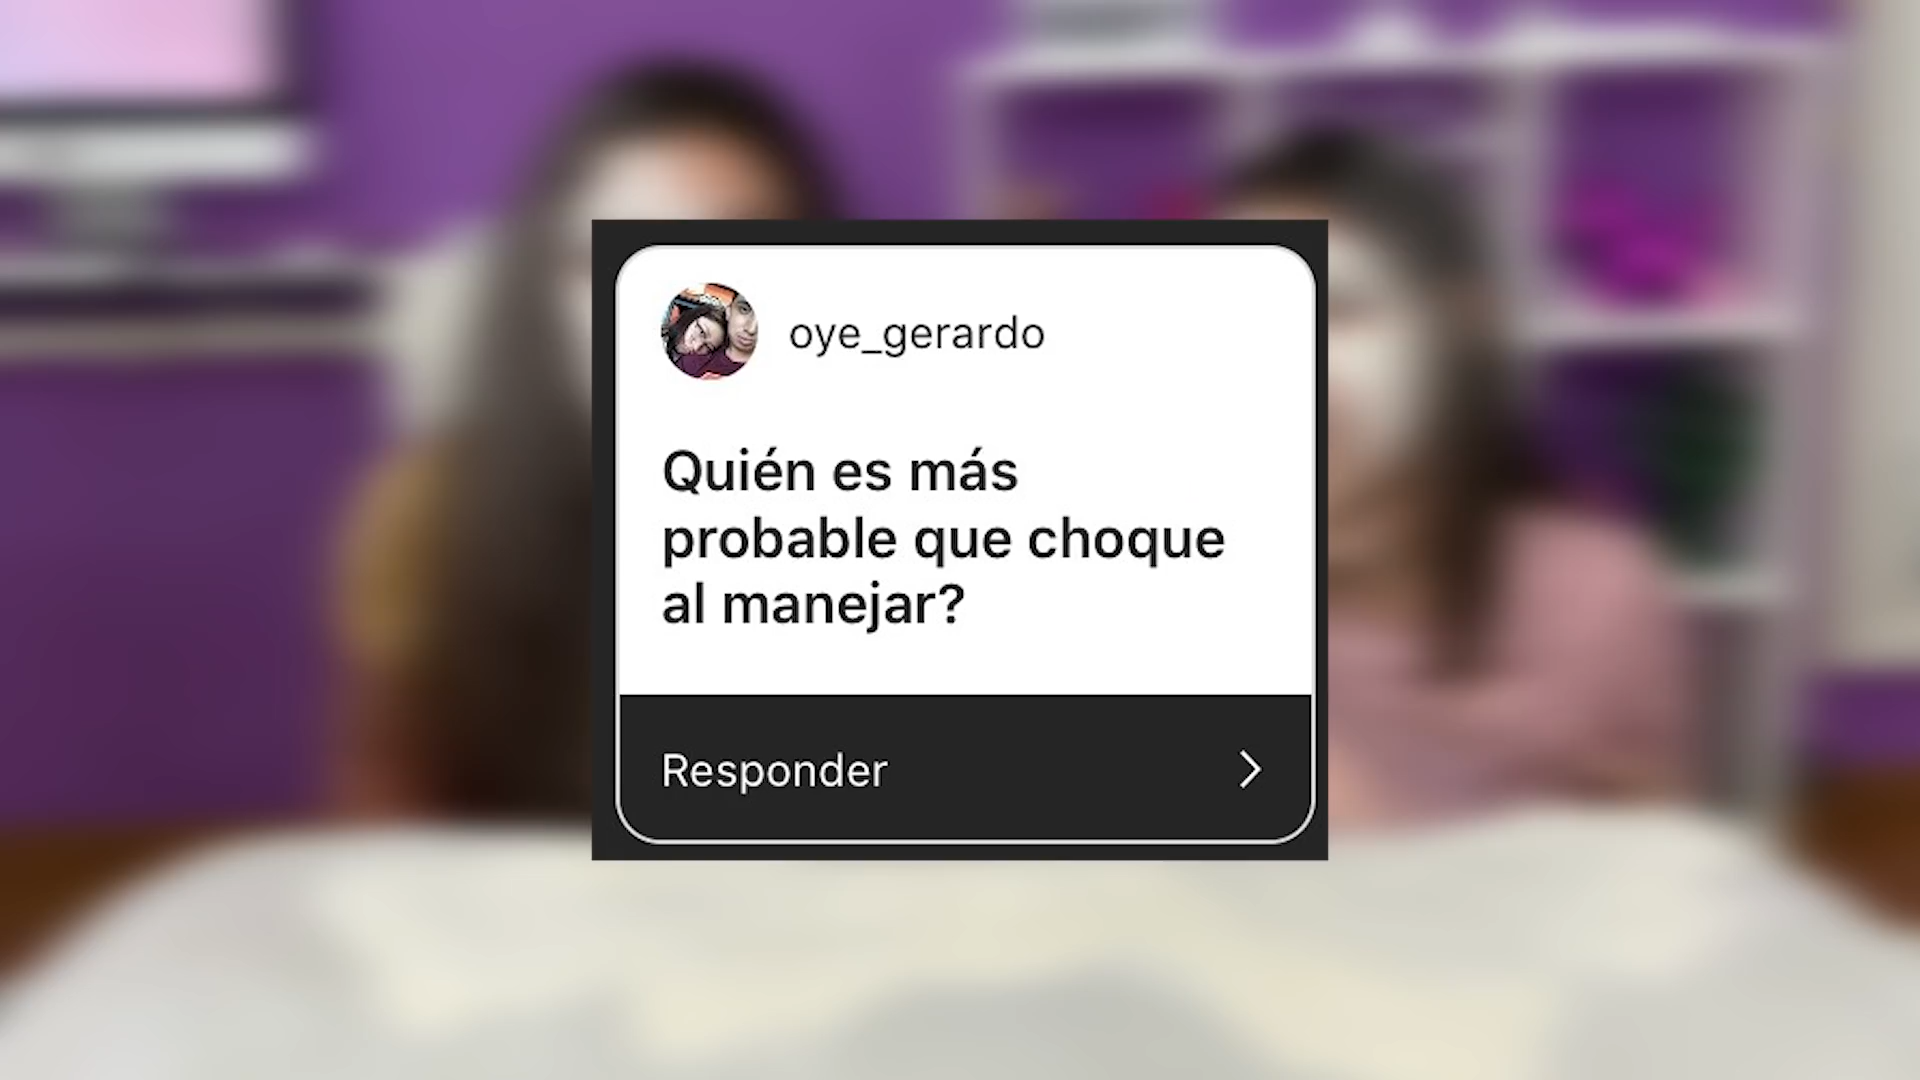 oye_gerardo
Quién es más
probable que choque
al manejar?
Responder